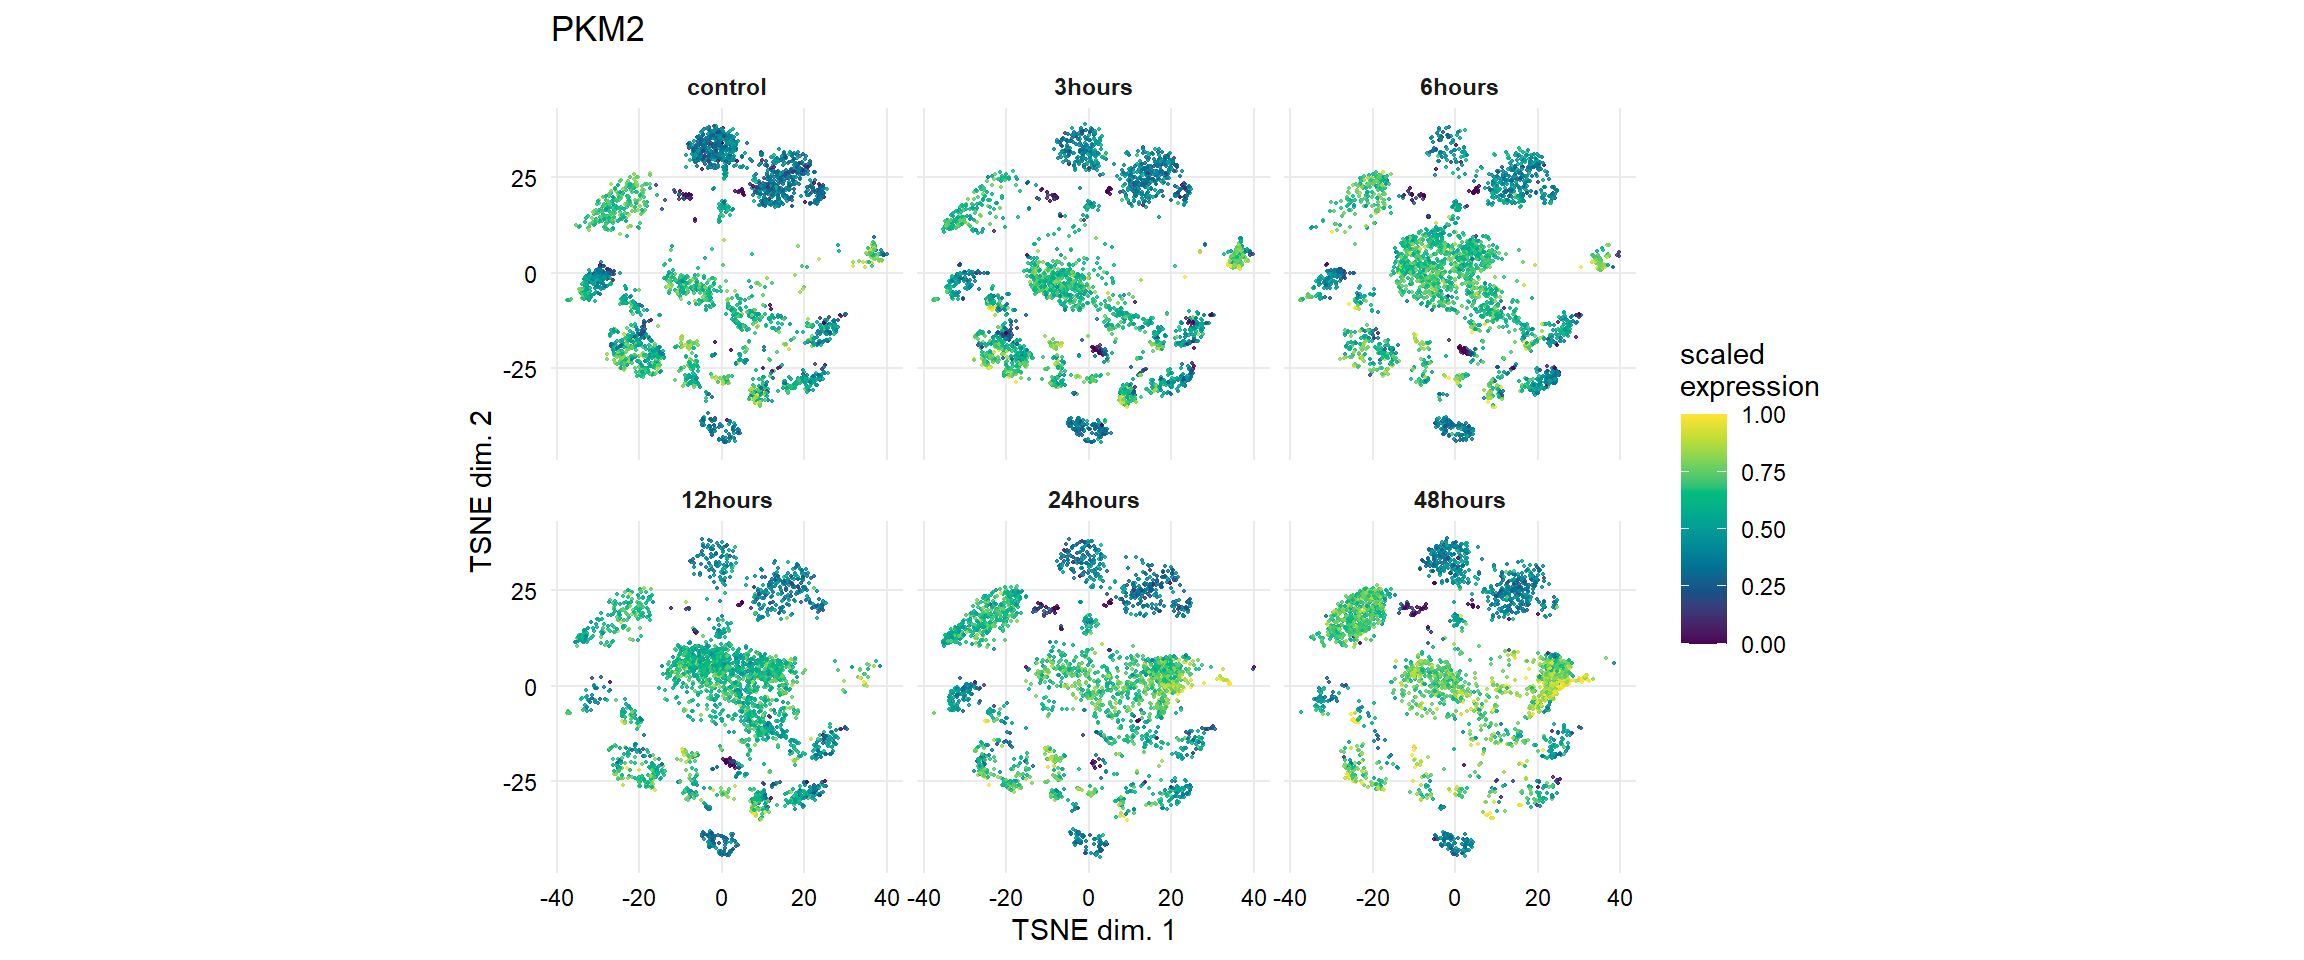 PKM2
control
3hours
6hours
25
0
-25
12hours
24hours
48hours
25
0
-25
-40 -20 0 20 40 -40 -20 0 20 40 -40 -20 0 20 40
TSNE dim. 1
TSNE dim. 2
scaled
expression
1.00
0.75
0.50
0.25
0.00